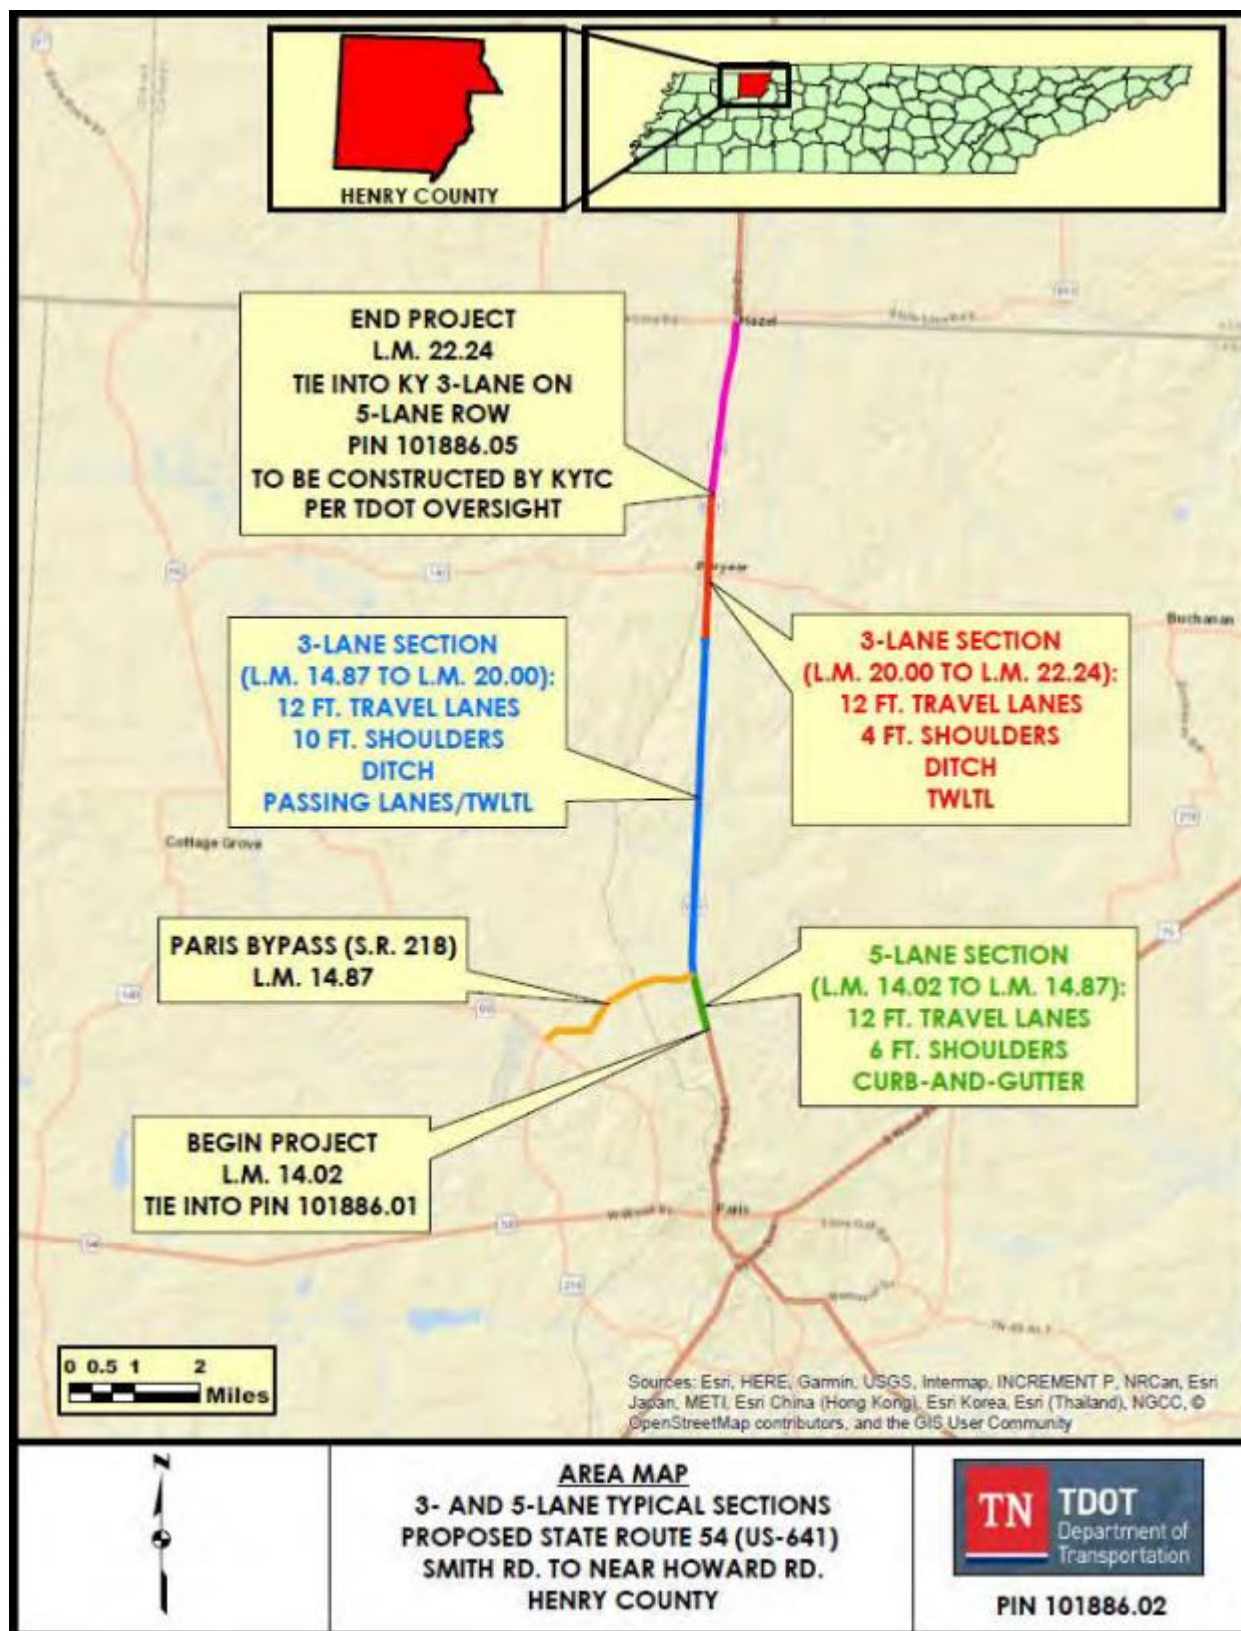 HENRY COUNTY
Hazel
END PROJECT
L.M. 22.24
TIE INTO KY 3-LANE ON
5-LANE ROW
PIN 101886.05
TO BE CONSTRUCTED BY KYTC
PER TDOT OVERSIGHT
Puryear
Buchanan
3-LANE SECTION
(L.M. 14.87 TO L.M. 20.00):
12 FT. TRAVEL LANES
10 FT. SHOULDERS
DITCH
PASSING LANES/TWLTL
3-LANE SECTION
(L.M. 20.00 TO L.M. 22.24):
12 FT. TRAVEL LANES
4 FT. SHOULDERS
DITCH
TWLTL
Cottage Grove
PARIS BYPASS (S.R. 218)
L.M. 14.87
5-LANE SECTION
(L.M. 14.02 TO L.M. 14.87):
12 FT. TRAVEL LANES
6 FT. SHOULDERS
CURB-AND-GUTTER
BEGIN PROJECT
L.M. 14.02
TIE INTO PIN 101886.01
W Wood St
Paris
54
0 0.5 1 2
Miles
Sources: Esri, HERE, Garmin, USGS, Intermap, INCREMENT P, NRCan, Esri
Japan, METI, Esri China (Hong Kong), Esri Korea, Esri (Thailand), NGCC, ©
OpenStreetMap contributors, and the GIS User Community
N
AREA MAP
3- AND 5-LANE TYPICAL SECTIONS
PROPOSED STATE ROUTE 54 (US-641)
SMITH RD. TO NEAR HOWARD RD.
HENRY COUNTY
TN
TDOT
Department of
Transportation
PIN 101886.02